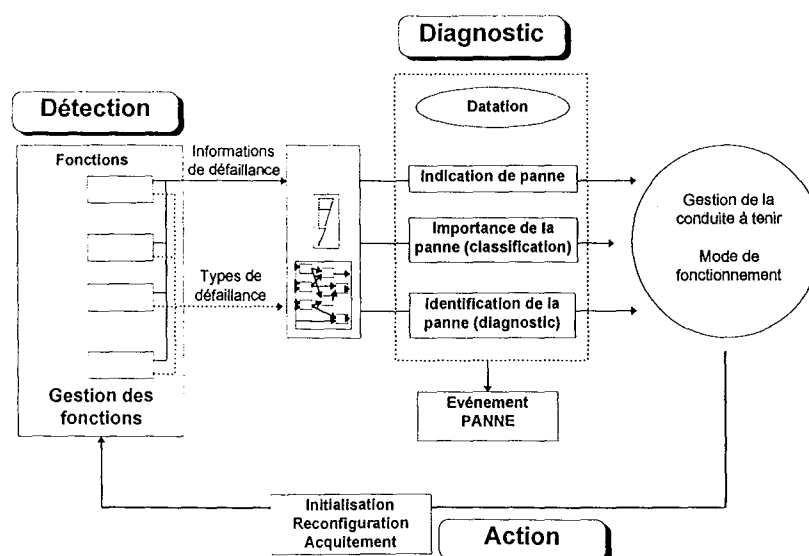 Diagnostic
Détection
Datation
Fonctions
Informations
de défaillance
Indication de panne
Gestion de la
conduite à tenir
Importance de la
panne (classification)
Mode de
fonctionnement
Types de
défaillance
Identification de la
panne (diagnostic)
Gestion des
fonctions
Evénement
PANNE
Initialisation
Reconfiguration
Acquitement
Action